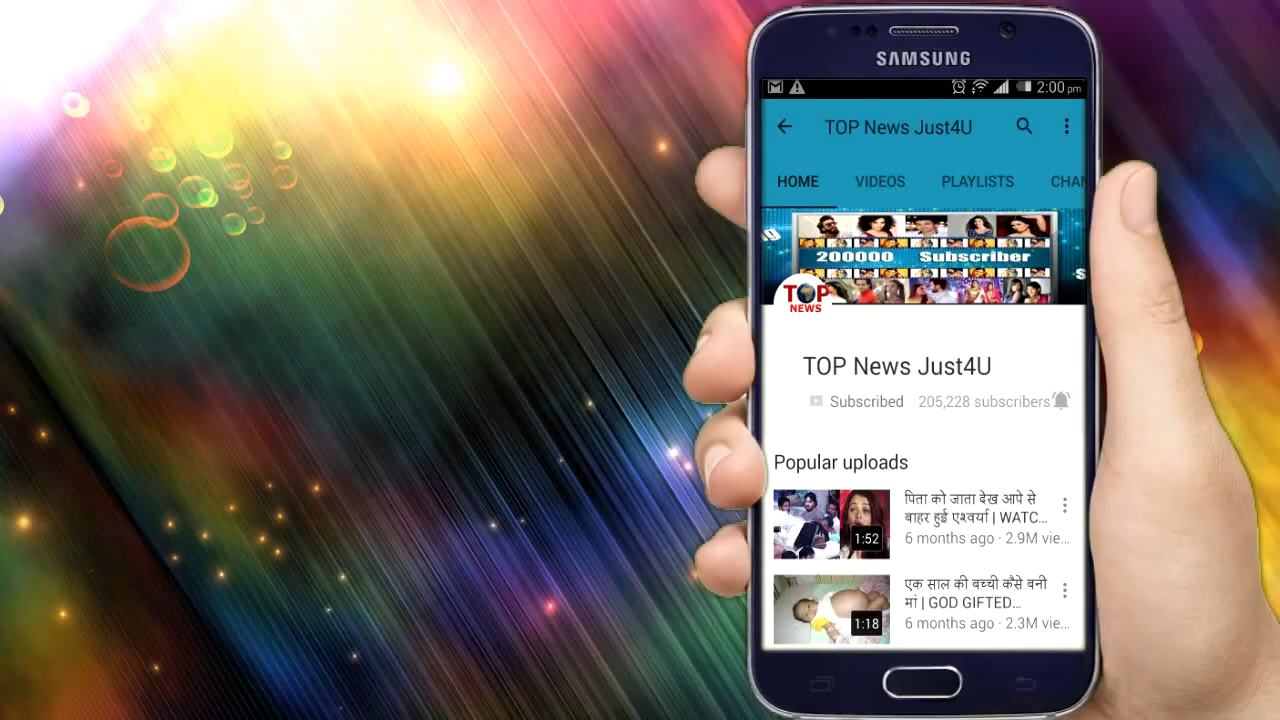 SAMSUNG
2:00 pm
TOP News Just4U
HOME VIDEOS PLAYLISTS CHAN
200000 Subscriber
TOP
NEWS
TOP News Just4U
Subscribed 205,228 subscribers
Popular uploads
पिता को जाता देख आपे से
बाहर हुई एश्वर्या | WATC...
6 months ago · 2.9M vie...
1:52
एक साल की बच्ची कैसे बनी
मां | GOD GIFTED...
6 months ago · 2.3M vie...
1:18